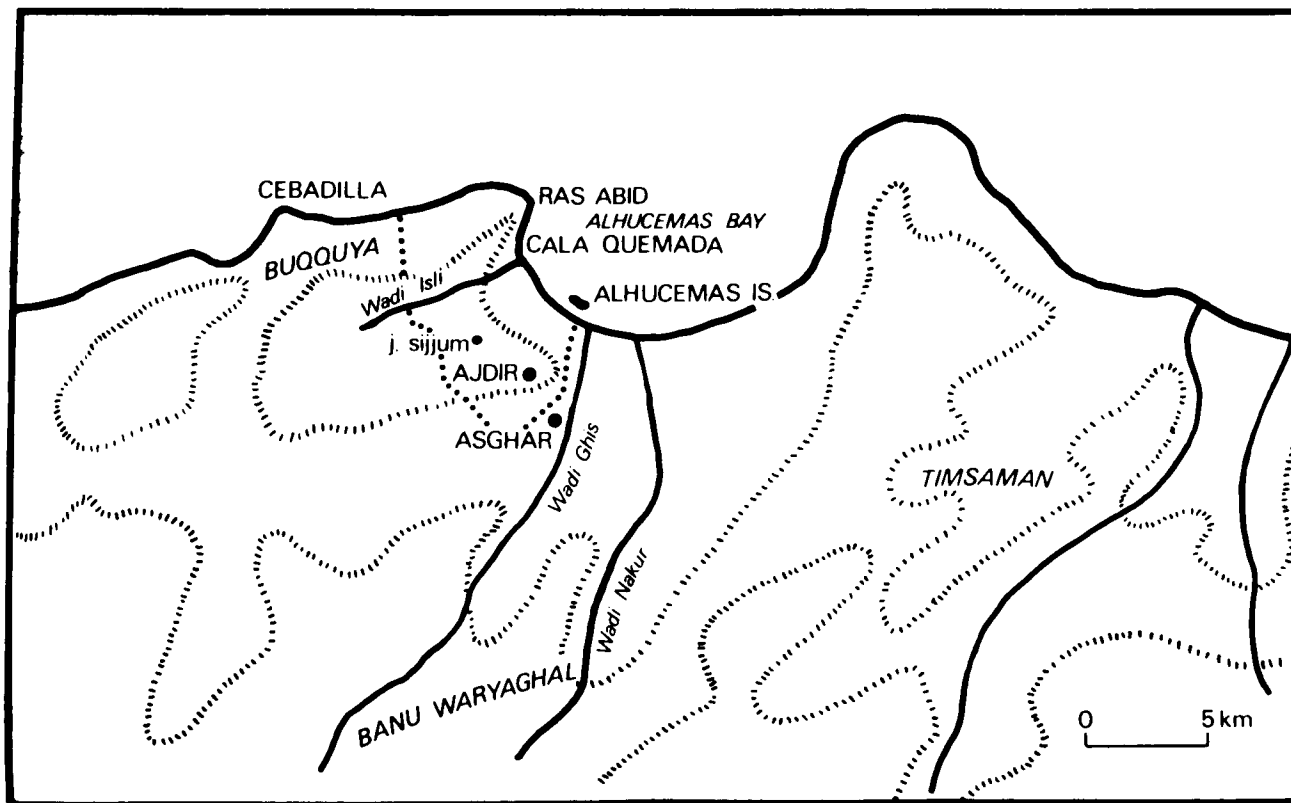 CEBADILLA
RAS ABID
ALHUCEMAS BAY
CALA QUEMADA
BUQQUYA
Wadi Isli
ALHUCEMAS IS.
j. sijjum
AJDIR
ASGHAR
Wadi Ghis
TIMSAMAN
Wadi Nakur
BANU WARYAGHAL
0 5 km